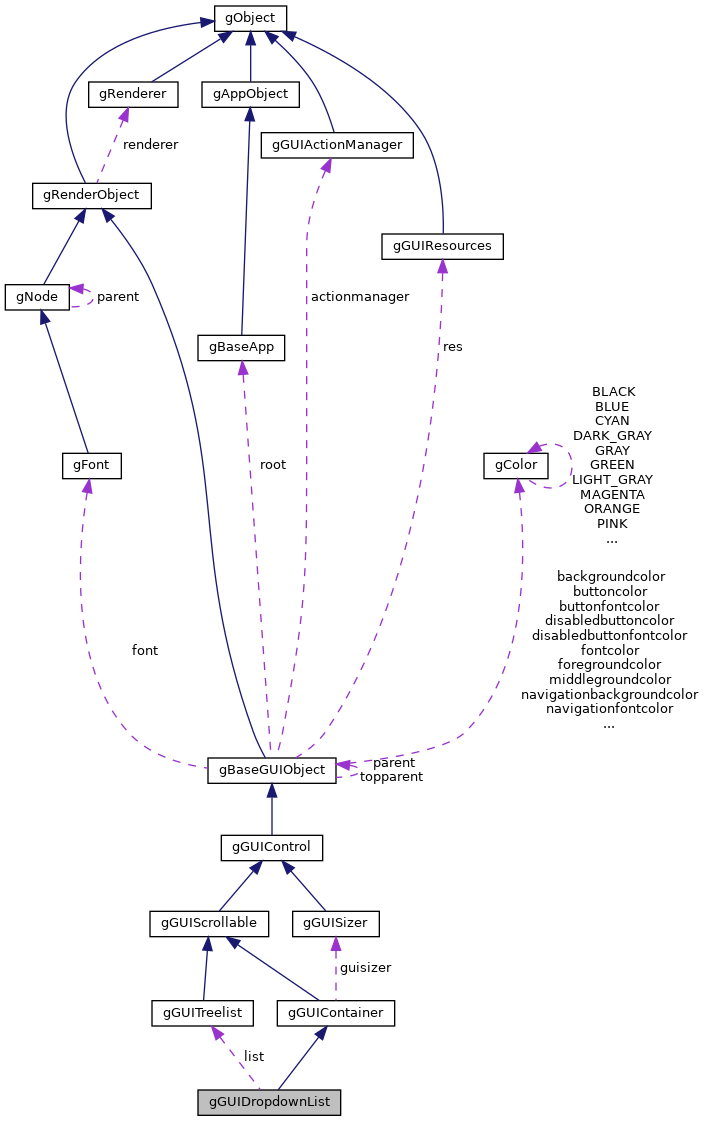 gObject
gRenderer
gAppObject
gGUIActionManager
renderer
gRenderObject
gGUIResources
gNode
parent
actionmanager
gBaseApp
res
BLACK
BLUE
CYAN
DARK_GRAY
GRAY
GREEN
LIGHT_GRAY
MAGENTA
ORANGE
PINK
...
gFont
root
gColor
backgroundcolor
buttoncolor
buttonfontcolor
disabledbuttoncolor
disabledbuttonfontcolor
fontcolor
foregroundcolor
middlegroundcolor
navigationbackgroundcolor
navigationfontcolor
...
font
gBaseGUIObject
parent
topparent
gGUIControl
gGUIScrollable
gGUISizer
guisizer
gGUITreelist
gGUIContainer
list
gGUIDropdownList